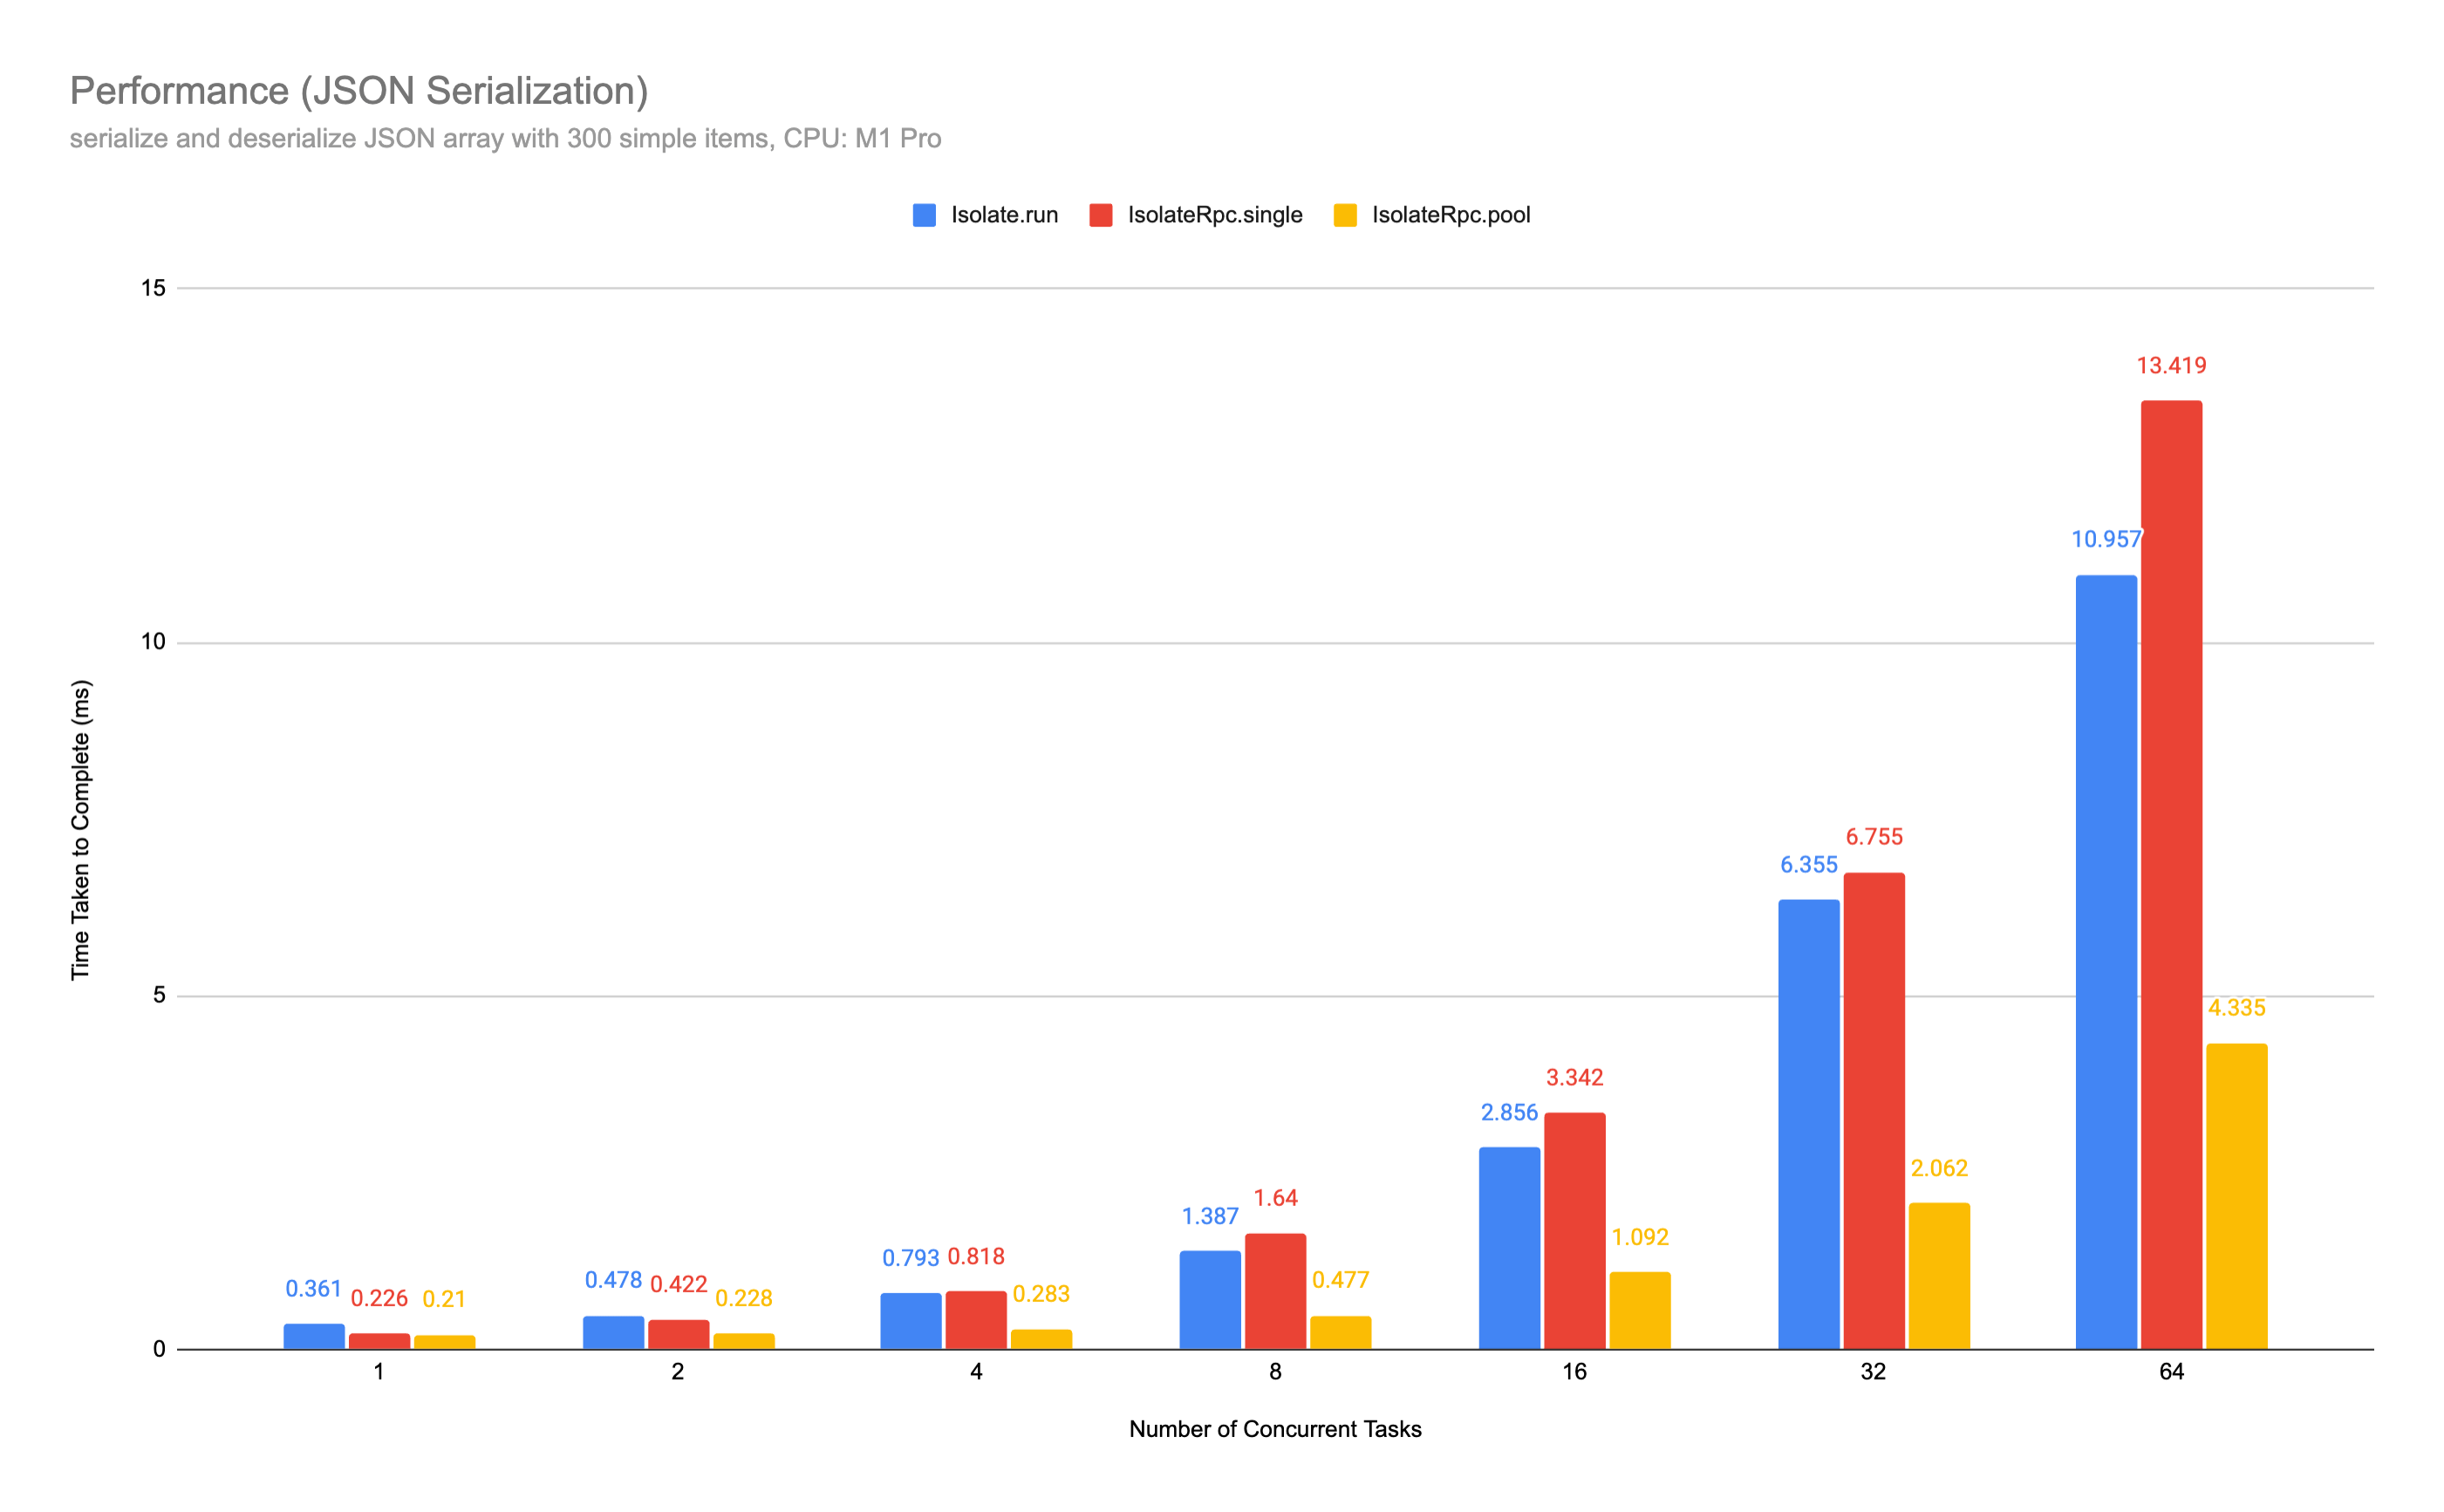 Performance (JSON Serialization)
serialize and deserialize JSON array with 300 simple items, CPU: M1 Pro
Isolate.run IsolateRpc.single IsolateRpc.pool
15
10
5
0
Time Taken to Complete (ms)
0.361 0.226 0.21
0.478 0.422 0.228
0.793 0.818 0.283
1.387 1.64 0.477
2.856 3.342 1.092
6.355 6.755 2.062
10.957 13.419 4.335
1 2 4 8 16 32 64
Number of Concurrent Tasks